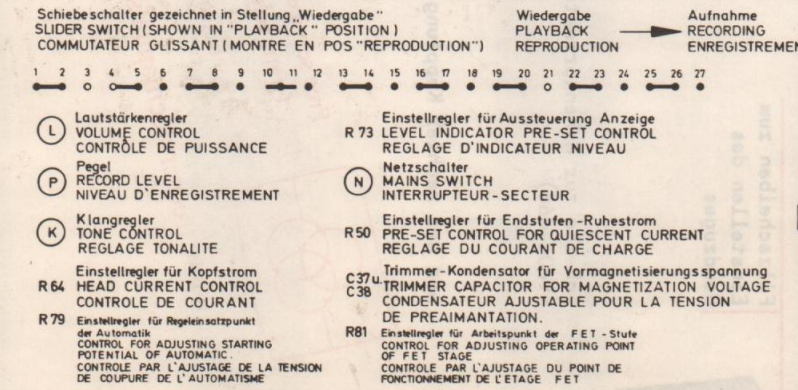 Schiebeschalter gezeichnet in Stellung „Wiedergabe"
SLIDER SWITCH (SHOWN IN "PLAYBACK" POSITION)
COMMUTATEUR GLISSANT (MONTRE EN POS "REPRODUCTION")
Wiedergabe
PLAYBACK
REPRODUCTION
Aufnahme
RECORDING
ENREGISTREMEN
1 2 3 4 5 6 7 8 9 10 11 12 13 14 15 16 17 18 19 20 21 22 23 24 25 26 27
L Lautstärkenregler
VOLUME CONTROL
CONTRÔLE DE PUISSANCE
P Pegel
RECORD LEVEL
NIVEAU D'ENREGISTREMENT
K Klangregler
TONE CONTROL
REGLAGE TONALITE
R 64 Einstellregler für Kopfstrom
HEAD CURRENT CONTROL
CONTROLE DE COURANT
R 79 Einstellregler für Regeleinsatzpunkt
der Automatik
CONTROL FOR ADJUSTING STARTING
POTENTIAL OF AUTOMATIC.
CONTROLE PAR L'AJUSTAGE DE LA TENSION
DE COUPURE DE L'AUTOMATISME
Einstellregler für Aussteuerung Anzeige
R 73 LEVEL INDICATOR PRE-SET CONTROL
REGLAGE D'INDICATEUR NIVEAU
N Netzschalter
MAINS SWITCH
INTERRUPTEUR-SECTEUR
Einstellregler für Endstufen-Ruhestrom
R50 PRE-SET CONTROL FOR QUIESCENT CURRENT
REGLAGE DU COURANT DE CHARGE
C37 u. Trimmer-Kondensator für Vormagnetisierungsspannung
C38 TRIMMER CAPACITOR FOR MAGNETIZATION VOLTAGE
CONDENSATEUR AJUSTABLE POUR LA TENSION
DE PREAIMANTATION.
R81 Einstellregler für Arbeitspunkt der FET-Stufe
CONTROL FOR ADJUSTING OPERATING POINT
OF FET STAGE
CONTROLE PAR L'AJUSTAGE DU POINT DE
FONCTIONNEMENT DE L'ETAGE FET